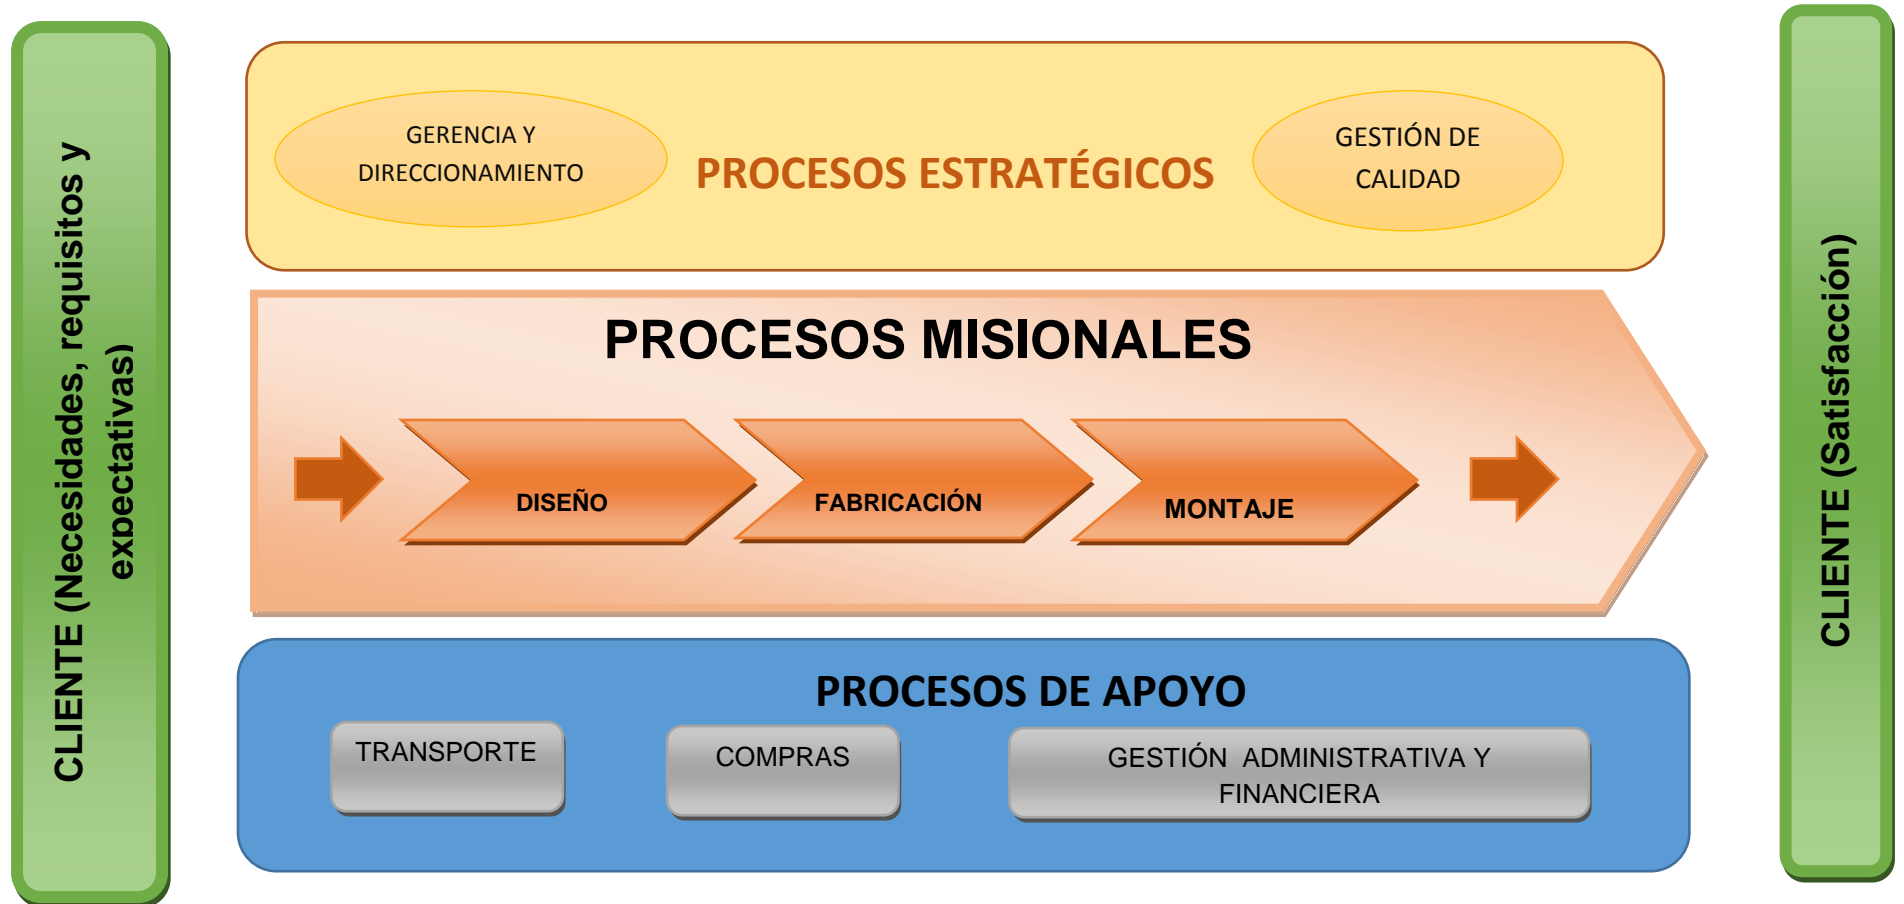 CLIENTE (Necesidades, requisitos y
expectativas)
GERENCIA Y
DIRECCIONAMIENTO
PROCESOS ESTRATÉGICOS
GESTIÓN DE
CALIDAD
PROCESOS MISIONALES
DISEÑO
FABRICACIÓN
MONTAJE
PROCESOS DE APOYO
TRANSPORTE
COMPRAS
GESTIÓN ADMINISTRATIVA Y
FINANCIERA
CLIENTE (Satisfacción)